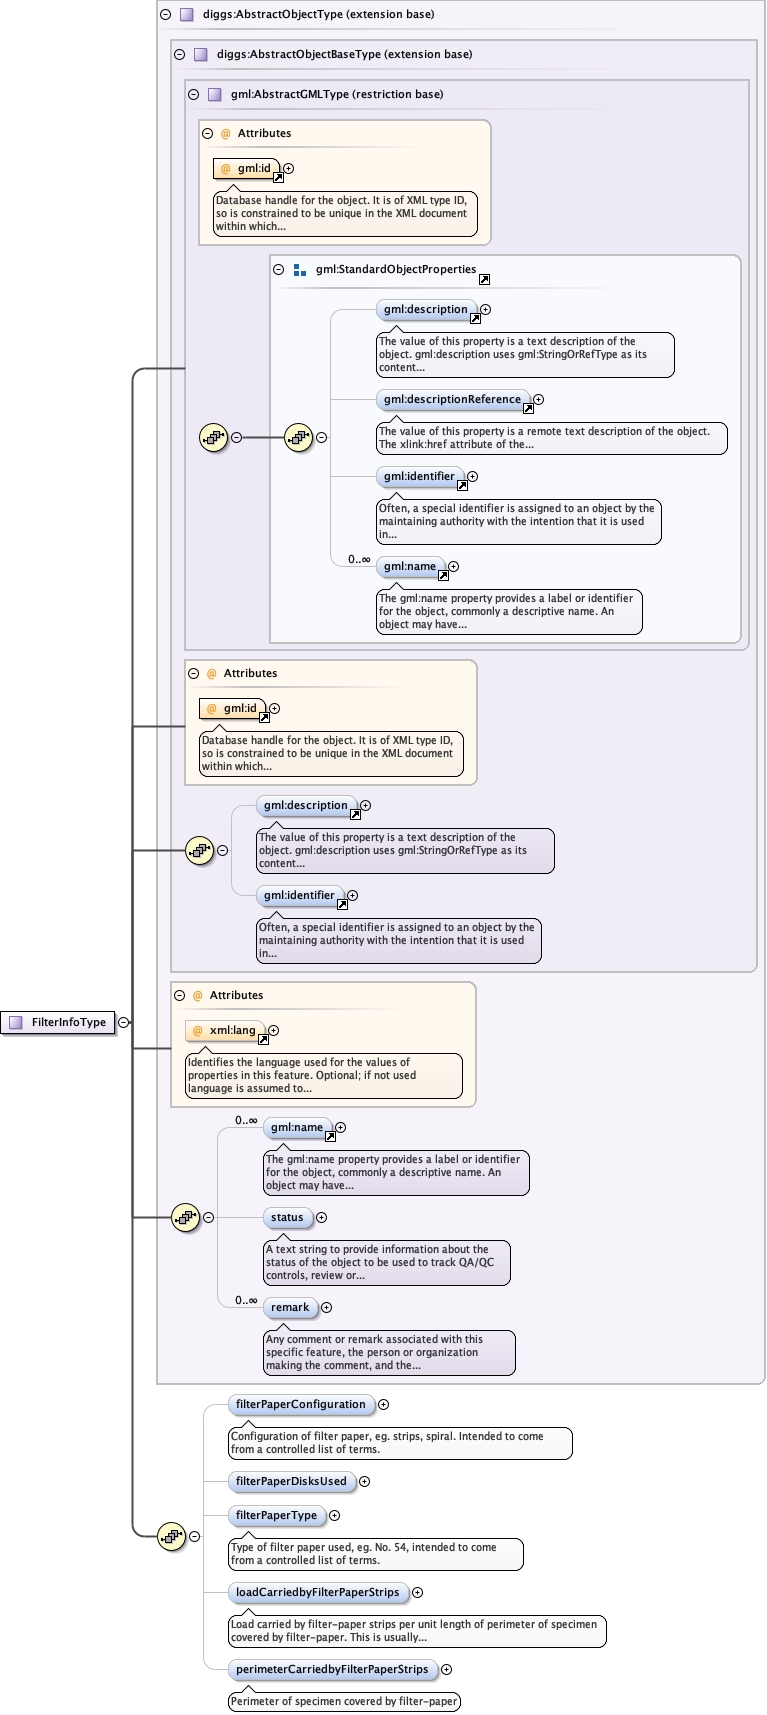 diggs:AbstractObjectType (extension base)
diggs:AbstractObjectBaseType (extension base)
gml:AbstractGMLType (restriction base)
@ Attributes
@ gml:id
Database handle for the object. It is of XML type ID,
so is constrained to be unique in the XML document
within which...
gml:StandardObjectProperties
gml:description
The value of this property is a text description of the
object. gml:description uses gml:StringOrRefType as its
content...
gml:descriptionReference
The value of this property is a remote text description of the object.
The xlink:href attribute of the...
gml:identifier
Often, a special identifier is assigned to an object by the
maintaining authority with the intention that it is used
in...
0..∞
gml:name
The gml:name property provides a label or identifier
for the object, commonly a descriptive name. An
object may have...
@ Attributes
@ gml:id
Database handle for the object. It is of XML type ID,
so is constrained to be unique in the XML document
within which...
gml:description
The value of this property is a text description of the
object. gml:description uses gml:StringOrRefType as its
content...
gml:identifier
Often, a special identifier is assigned to an object by the
maintaining authority with the intention that it is used
in...
FilterInfoType
@ Attributes
@ xml:lang
Identifies the language used for the values of
properties in this feature. Optional; if not used
language is assumed to...
0..∞
gml:name
The gml:name property provides a label or identifier
for the object, commonly a descriptive name. An
object may have...
status
A text string to provide information about the
status of the object to be used to track QA/QC
controls, review or...
0..∞
remark
Any comment or remark associated with this
specific feature, the person or organization
making the comment, and the...
filterPaperConfiguration
Configuration of filter paper, eg. strips, spiral. Intended to come
from a controlled list of terms.
filterPaperDisksUsed
filterPaperType
Type of filter paper used, eg. No. 54, intended to come
from a controlled list of terms.
loadCarriedbyFilterPaperStrips
Load carried by filter-paper strips per unit length of perimeter of specimen
covered by filter-paper. This is usually...
perimeterCarriedbyFilterPaperStrips
Perimeter of specimen covered by filter-paper